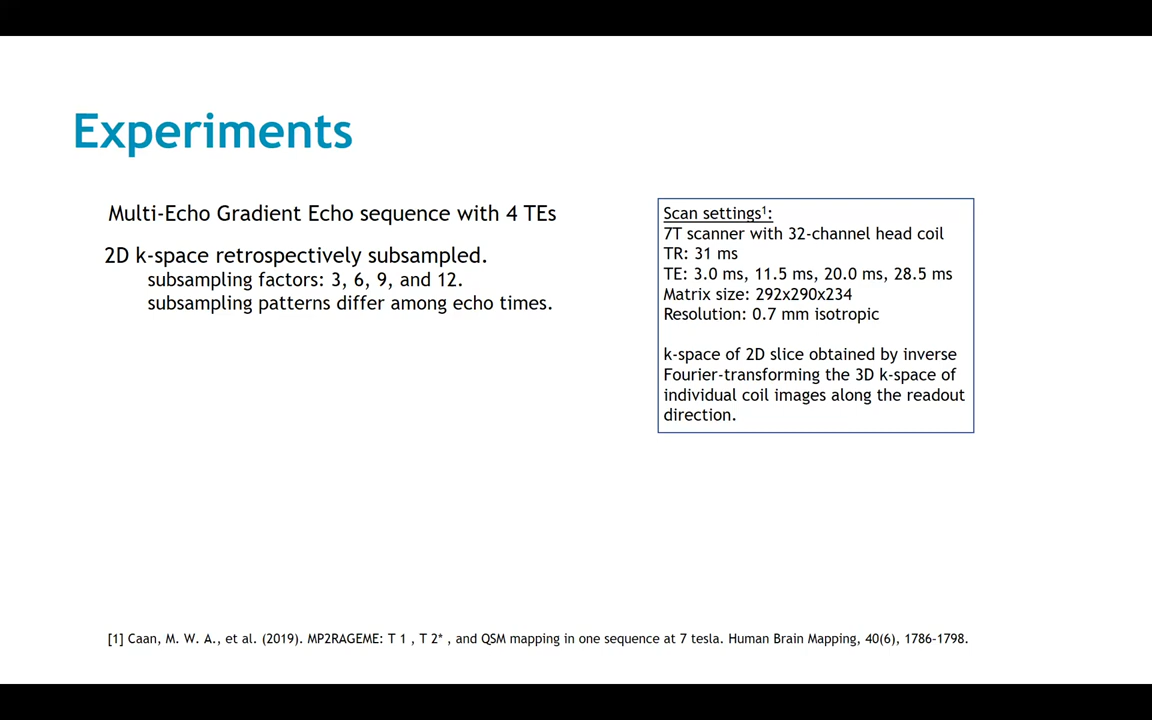 Experiments
Multi-Echo Gradient Echo sequence with 4 TEs
2D k-space retrospectively subsampled.
subsampling factors: 3, 6, 9, and 12.
subsampling patterns differ among echo times.
Scan settings¹:
7T scanner with 32-channel head coil
TR: 31 ms
TE: 3.0 ms, 11.5 ms, 20.0 ms, 28.5 ms
Matrix size: 292x290x234
Resolution: 0.7 mm isotropic
k-space of 2D slice obtained by inverse
Fourier-transforming the 3D k-space of
individual coil images along the readout
direction.
[1] Caan, M. W. A., et al. (2019). MP2RAGEME: T 1 , T 2* , and QSM mapping in one sequence at 7 tesla. Human Brain Mapping, 40(6), 1786-1798.